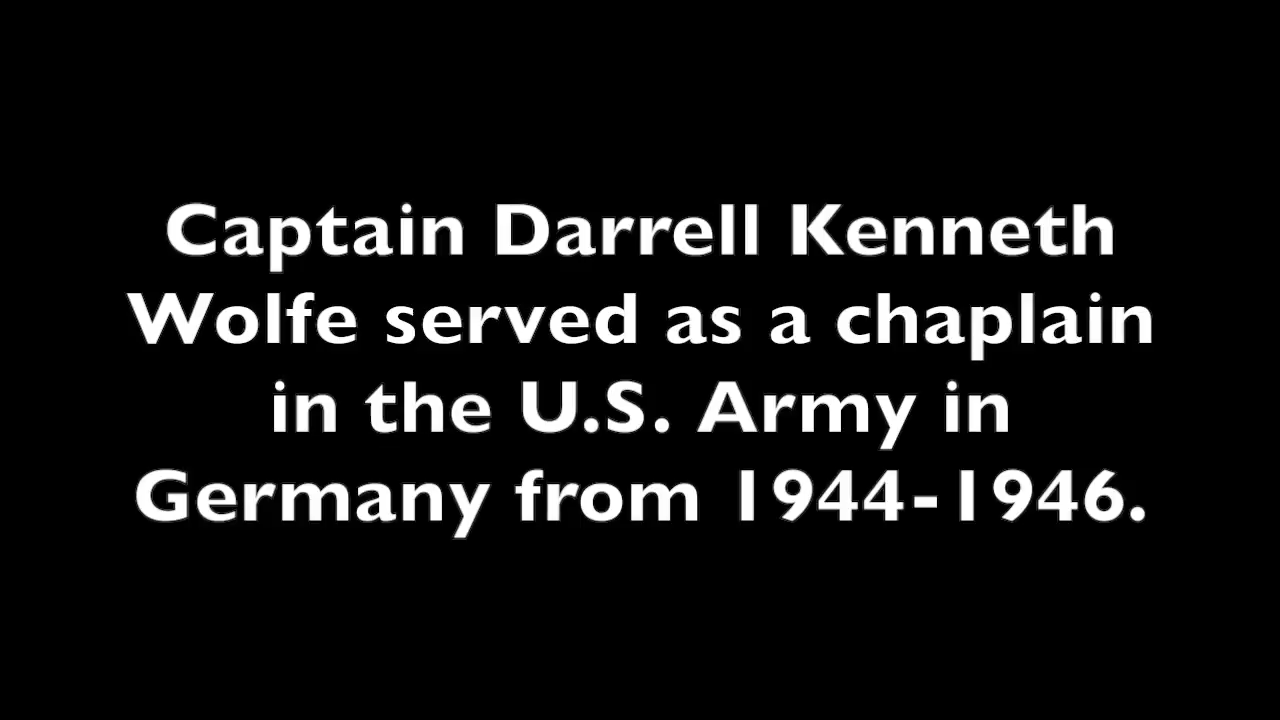 Captain Darrell Kenneth
Wolfe served as a chaplain
in the U.S. Army in
Germany from 1944-1946.